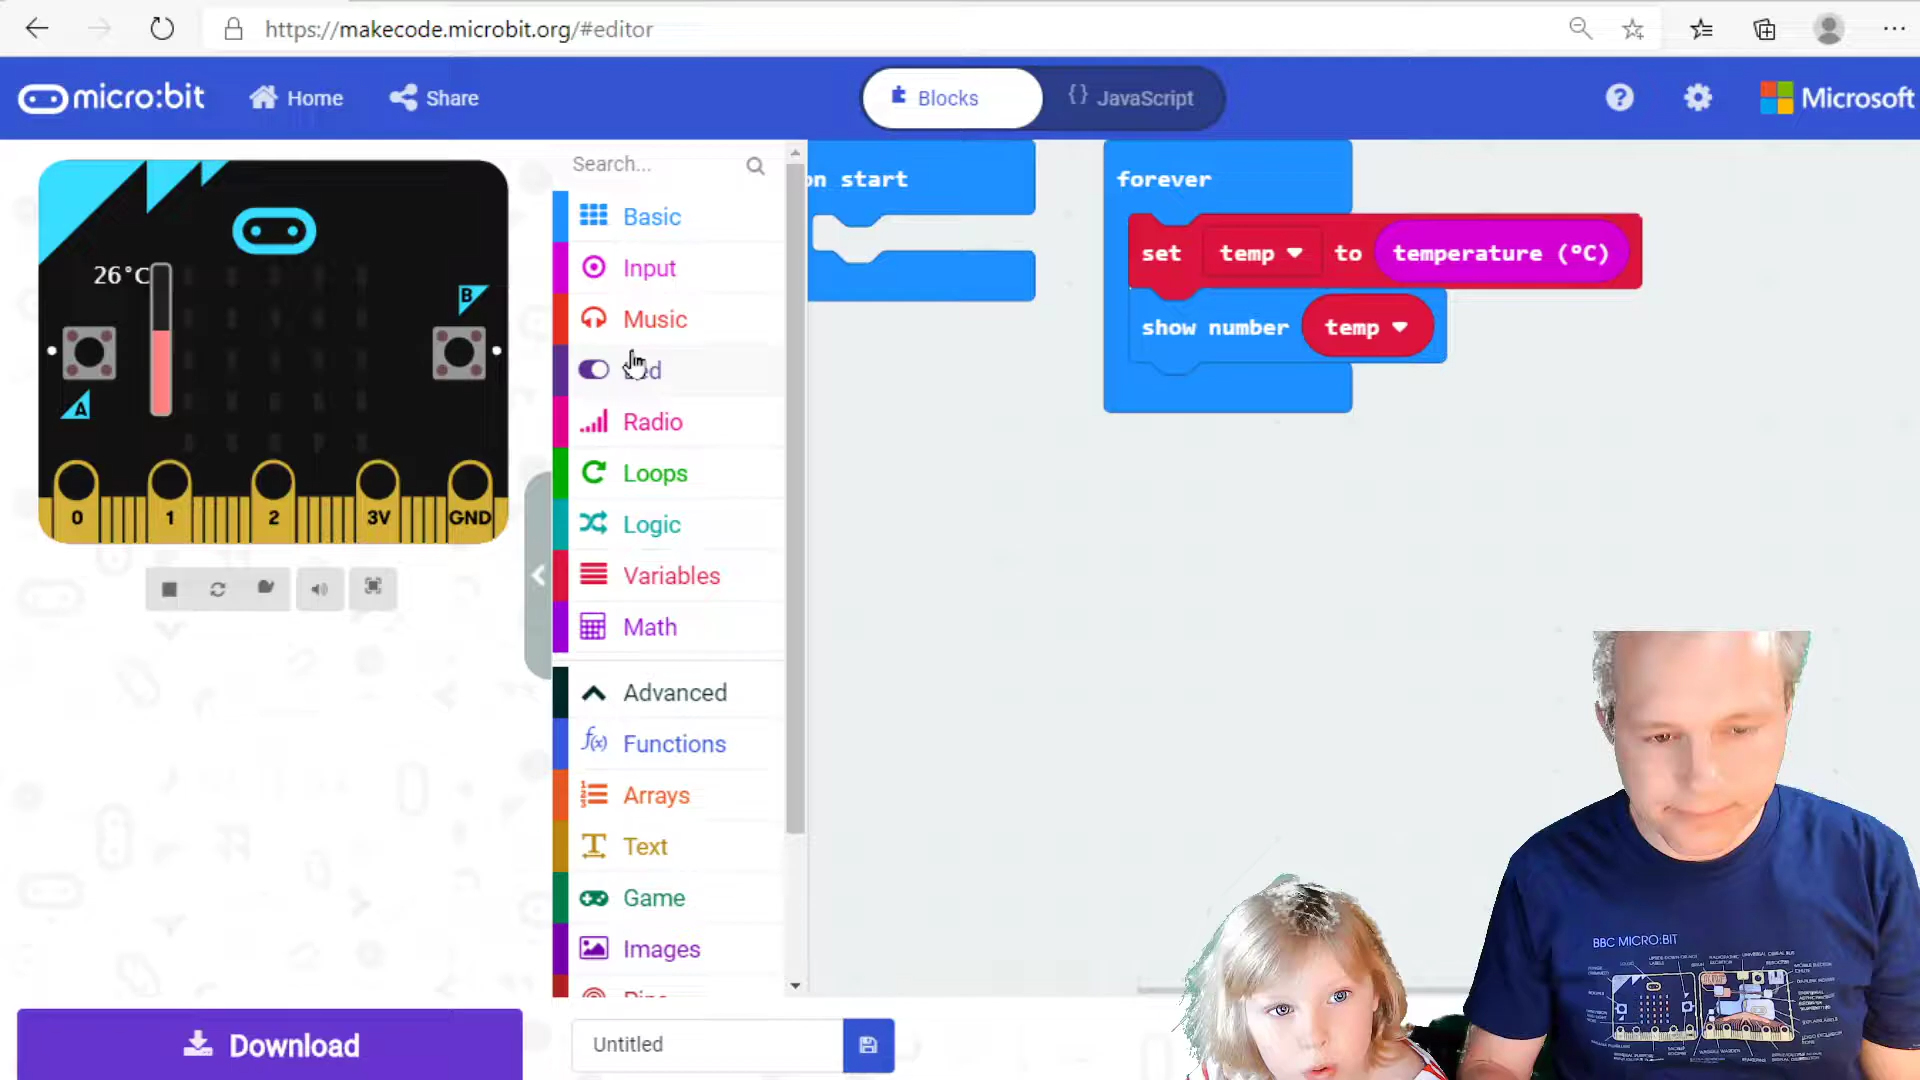 https://makecode.microbit.org/#editor
micro:bit
Home
Share
Blocks
{} JavaScript
?
Microsoft
26°C
B
A
0
1
2
3V
GND
Search...
Basic
Input
Music
Radio
Loops
Logic
Variables
Math
Advanced
f(x) Functions
Arrays
Text
Game
Images
on start
forever
set temp to temperature (°C)
show number temp
Download
Untitled
BBC MICRO:BIT